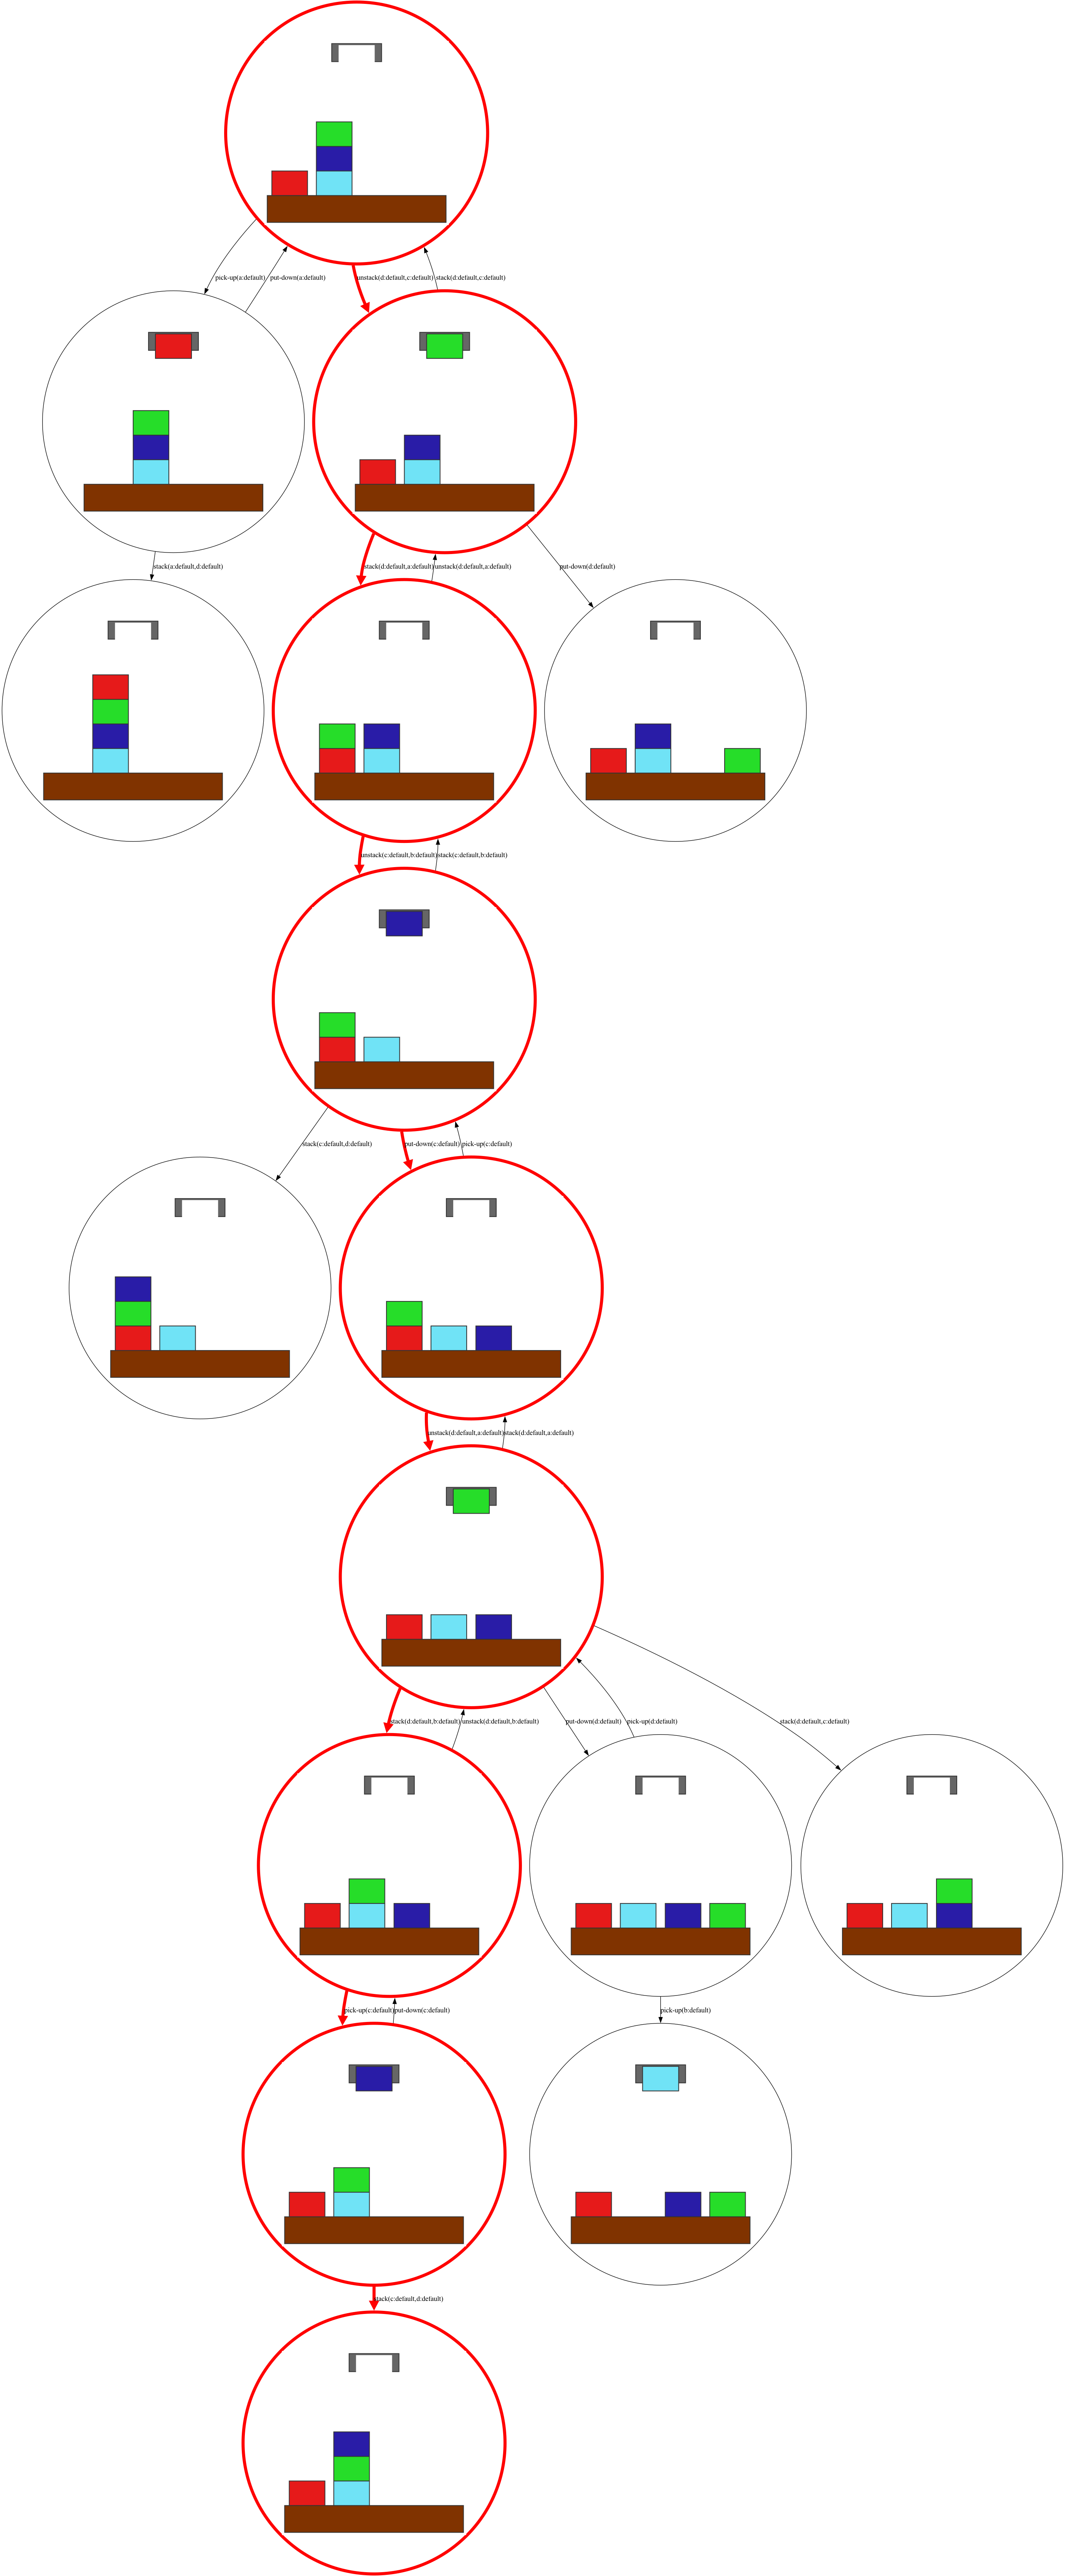 pick-up(a:default)
put-down(a:default)
unstack(d:default,c:default)
stack(d:default,c:default)
stack(a:default,d:default)
stack(d:default,a:default)
unstack(d:default,a:default)
put-down(d:default)
unstack(c:default,b:default)
stack(c:default,b:default)
stack(c:default,d:default)
put-down(c:default)
pick-up(c:default)
unstack(d:default,a:default)
stack(d:default,a:default)
stack(d:default,b:default)
unstack(d:default,b:default)
put-down(d:default)
pick-up(d:default)
stack(d:default,c:default)
pick-up(c:default)
put-down(c:default)
pick-up(b:default)
stack(c:default,d:default)